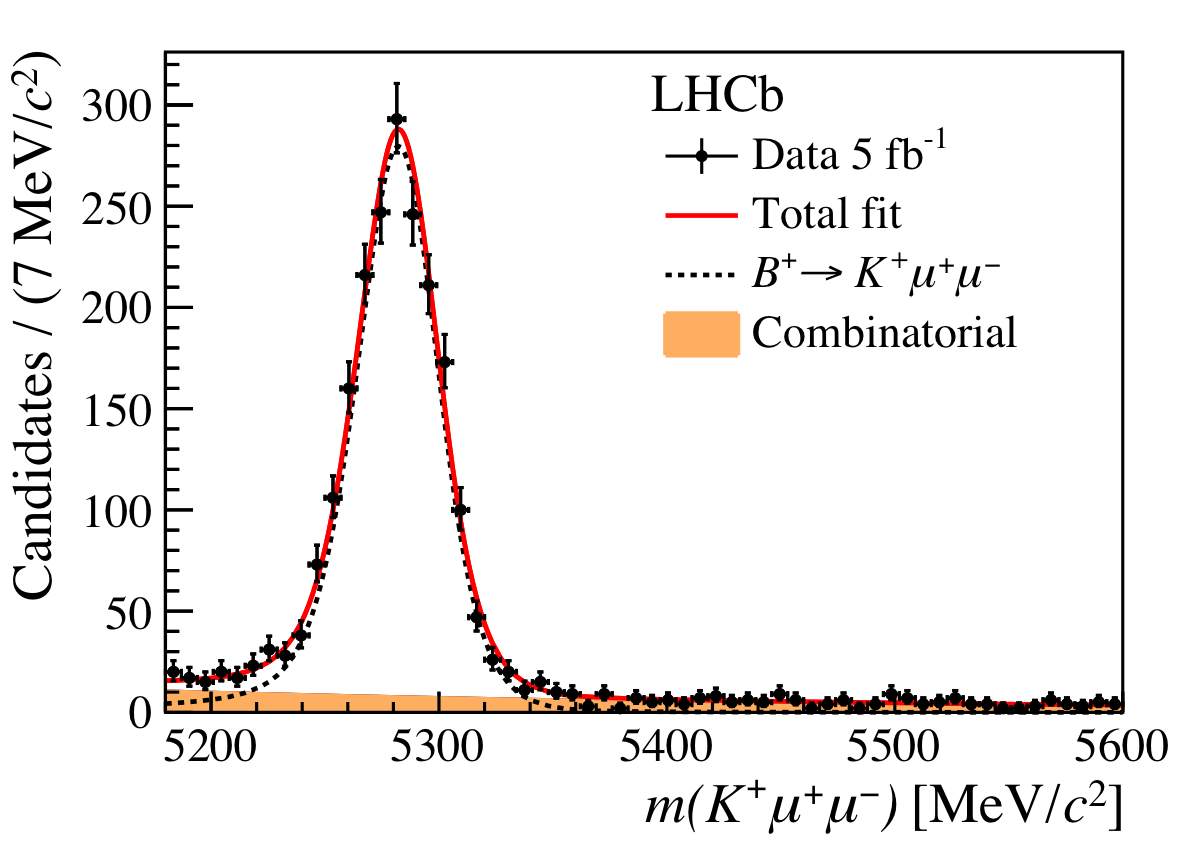 Candidates / (7 MeV/c²)
300
250
200
150
100
50
0
LHCb
Data 5 fb⁻¹
Total fit
B⁺→ K⁺μ⁺μ⁻
Combinatorial
5200 5300 5400 5500 5600
m(K⁺μ⁺μ⁻) [MeV/c²]